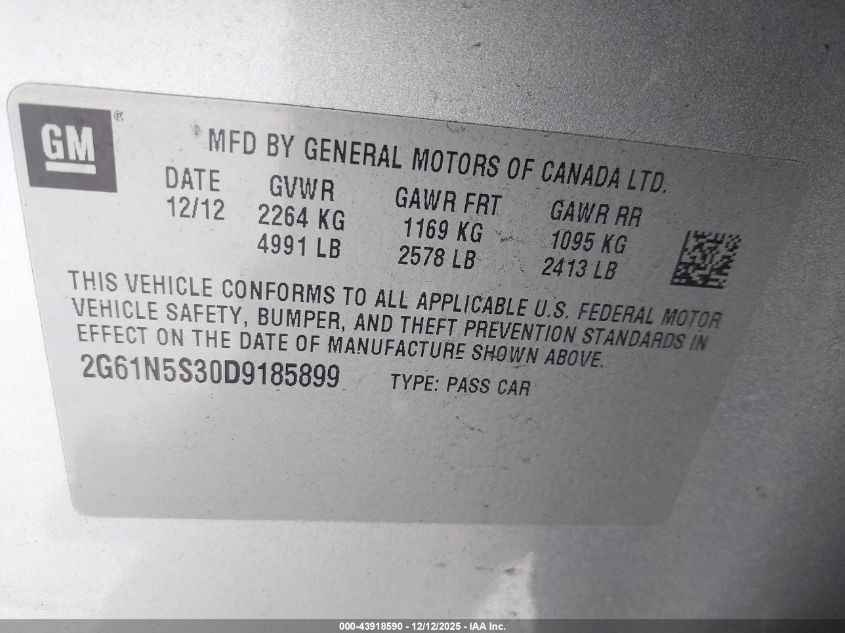 GM ®
MFD BY GENERAL MOTORS OF CANADA LTD.
DATE GVWR GAWR FRT GAWR RR
12/12 2264 KG 1169 KG 1095 KG
4991 LB 2578 LB 2413 LB
THIS VEHICLE CONFORMS TO ALL APPLICABLE U.S. FEDERAL MOTOR
VEHICLE SAFETY, BUMPER, AND THEFT PREVENTION STANDARDS IN
EFFECT ON THE DATE OF MANUFACTURE SHOWN ABOVE.
2G61N5S30D9185899 TYPE: PASS CAR
000-43918590 - 12/12/2025 - IAA Inc.